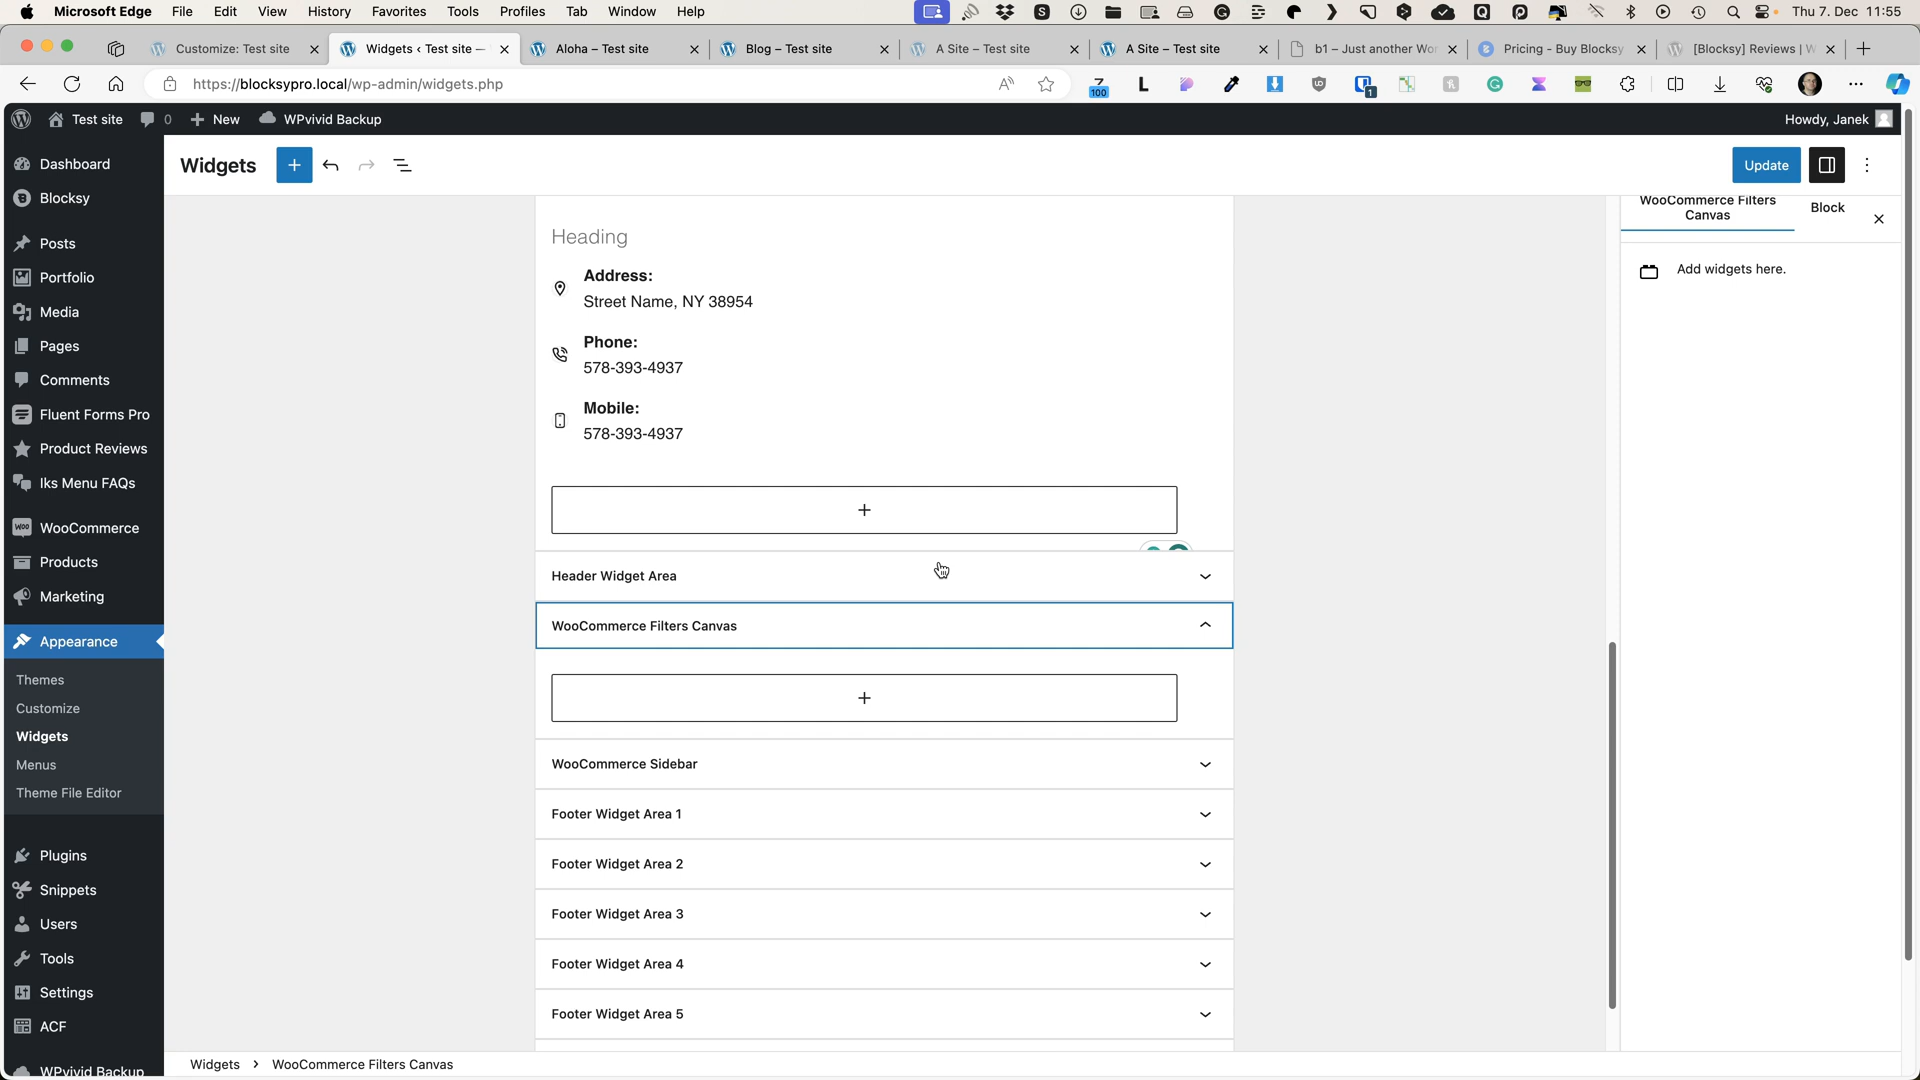 Microsoft Edge File Edit View History Favorites Tools Profiles Tab Window Help Thu 7. Dec 11:55
Customize: Test site Widgets ‹ Test site — Aloha – Test site Blog – Test site A Site – Test site A Site – Test site b1 – Just another Wor Pricing - Buy Blocksy [Blocksy] Reviews | W
https://blocksypro.local/wp-admin/widgets.php
100
1
Test site 0 New WPvivid Backup Howdy, Janek
Widgets Update
Dashboard
Blocksy
Posts
Portfolio
Media
Pages
Comments
Fluent Forms Pro
Product Reviews
Iks Menu FAQs
WooCommerce
Products
Marketing
Appearance
Themes
Customize
Widgets
Menus
Theme File Editor
Plugins
Snippets
Users
Tools
Settings
ACF
WPvivid Backup
Heading
Address:
Street Name, NY 38954
Phone:
578-393-4937
Mobile:
578-393-4937
Header Widget Area
WooCommerce Filters Canvas
WooCommerce Sidebar
Footer Widget Area 1
Footer Widget Area 2
Footer Widget Area 3
Footer Widget Area 4
Footer Widget Area 5
WooCommerce Filters
Canvas
Block
Add widgets here.
Widgets › WooCommerce Filters Canvas